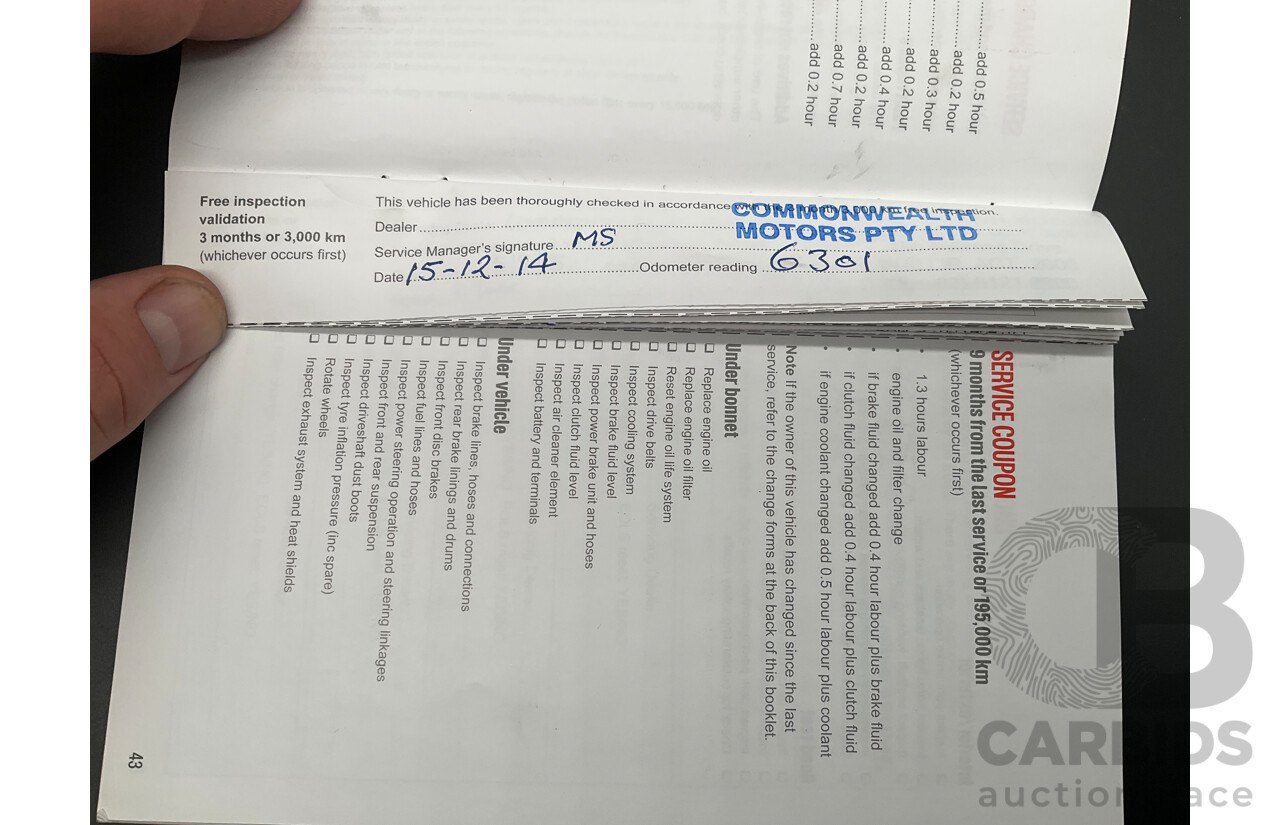 add 0.5 hour
add 0.2 hour
add 0.3 hour
add 0.2 hour
add 0.4 hour
add 0.2 hour
add 0.7 hour
add 0.2 hour
Free inspection
validation
3 months or 3,000 km
(whichever occurs first)
This vehicle has been thoroughly checked in accordance with the 3 month/3,000 km free inspection.
Dealer
COMMONWEALTH
MOTORS PTY LTD
Service Manager's signature MS
Date 15-12-14 Odometer reading 6301
SERVICE COUPON
9 months from the last service or 195,000 km
(whichever occurs first)
• 1.3 hours labour
• engine oil and filter change
• if brake fluid changed add 0.4 hour labour plus brake fluid
• if clutch fluid changed add 0.4 hour labour plus clutch fluid
• if engine coolant changed add 0.5 hour labour plus coolant
Note If the owner of this vehicle has changed since the last
service, refer to the change forms at the back of this booklet.
Under bonnet
❏ Replace engine oil
❏ Replace engine oil filter
❏ Reset engine oil life system
❏ Inspect drive belts
❏ Inspect cooling system
❏ Inspect brake fluid level
❏ Inspect power brake unit and hoses
❏ Inspect clutch fluid level
❏ Inspect air cleaner element
❏ Inspect battery and terminals
Under vehicle
❏ Inspect brake lines, hoses and connections
❏ Inspect rear brake linings and drums
❏ Inspect front disc brakes
❏ Inspect fuel lines and hoses
❏ Inspect power steering operation and steering linkages
❏ Inspect front and rear suspension
❏ Inspect driveshaft dust boots
❏ Inspect tyre inflation pressure (inc spare)
❏ Rotate wheels
❏ Inspect exhaust system and heat shields
43
CB
CARBIDS